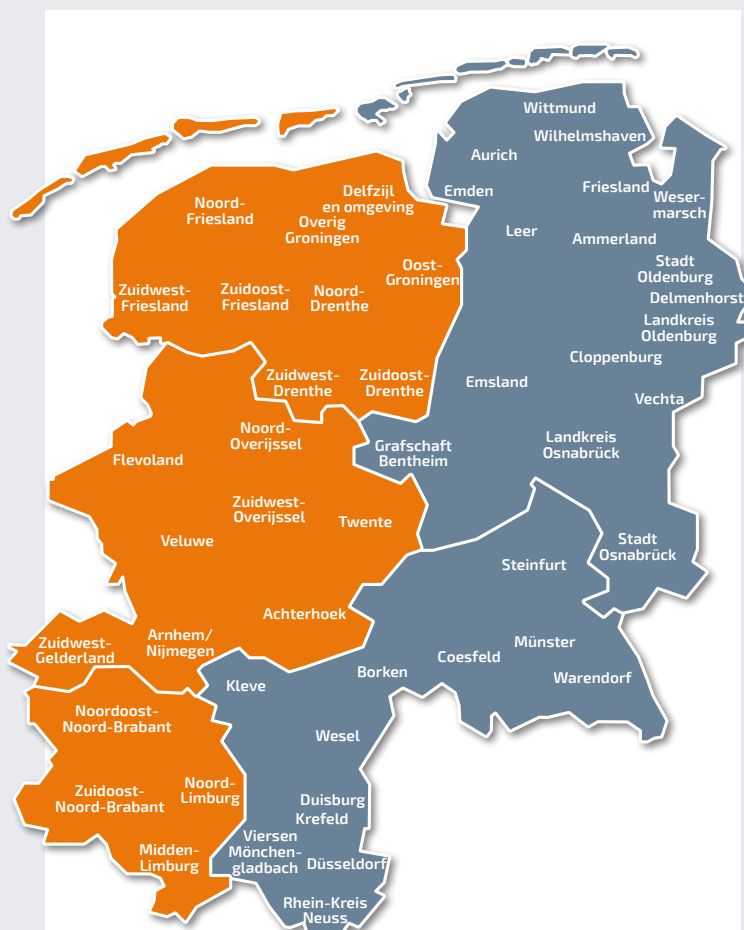 Wittmund
Wilhelmshaven
Aurich
Emden
Friesland
Weser-
marsch
Leer
Ammerland
Stadt
Oldenburg
Delmenhorst
Landkreis
Oldenburg
Cloppenburg
Emsland
Vechta
Grafschaft
Bentheim
Landkreis
Osnabrück
Stadt
Osnabrück
Noord-
Friesland
Delfzijl
en omgeving
Overig
Groningen
Oost-
Groningen
Zuidwest-
Friesland
Zuidoost-
Friesland
Noord-
Drenthe
Zuidwest-
Drenthe
Zuidoost-
Drenthe
Noord-
Overijssel
Flevoland
Zuidwest-
Overijssel
Twente
Veluwe
Achterhoek
Arnhem/
Nijmegen
Zuidwest-
Gelderland
Steinfurt
Münster
Coesfeld
Warendorf
Borken
Kleve
Wesel
Noordoost-
Noord-Brabant
Zuidoost-
Noord-Brabant
Noord-
Limburg
Midden-
Limburg
Duisburg
Krefeld
Viersen
Mönchen-
gladbach
Düsseldorf
Rhein-Kreis
Neuss